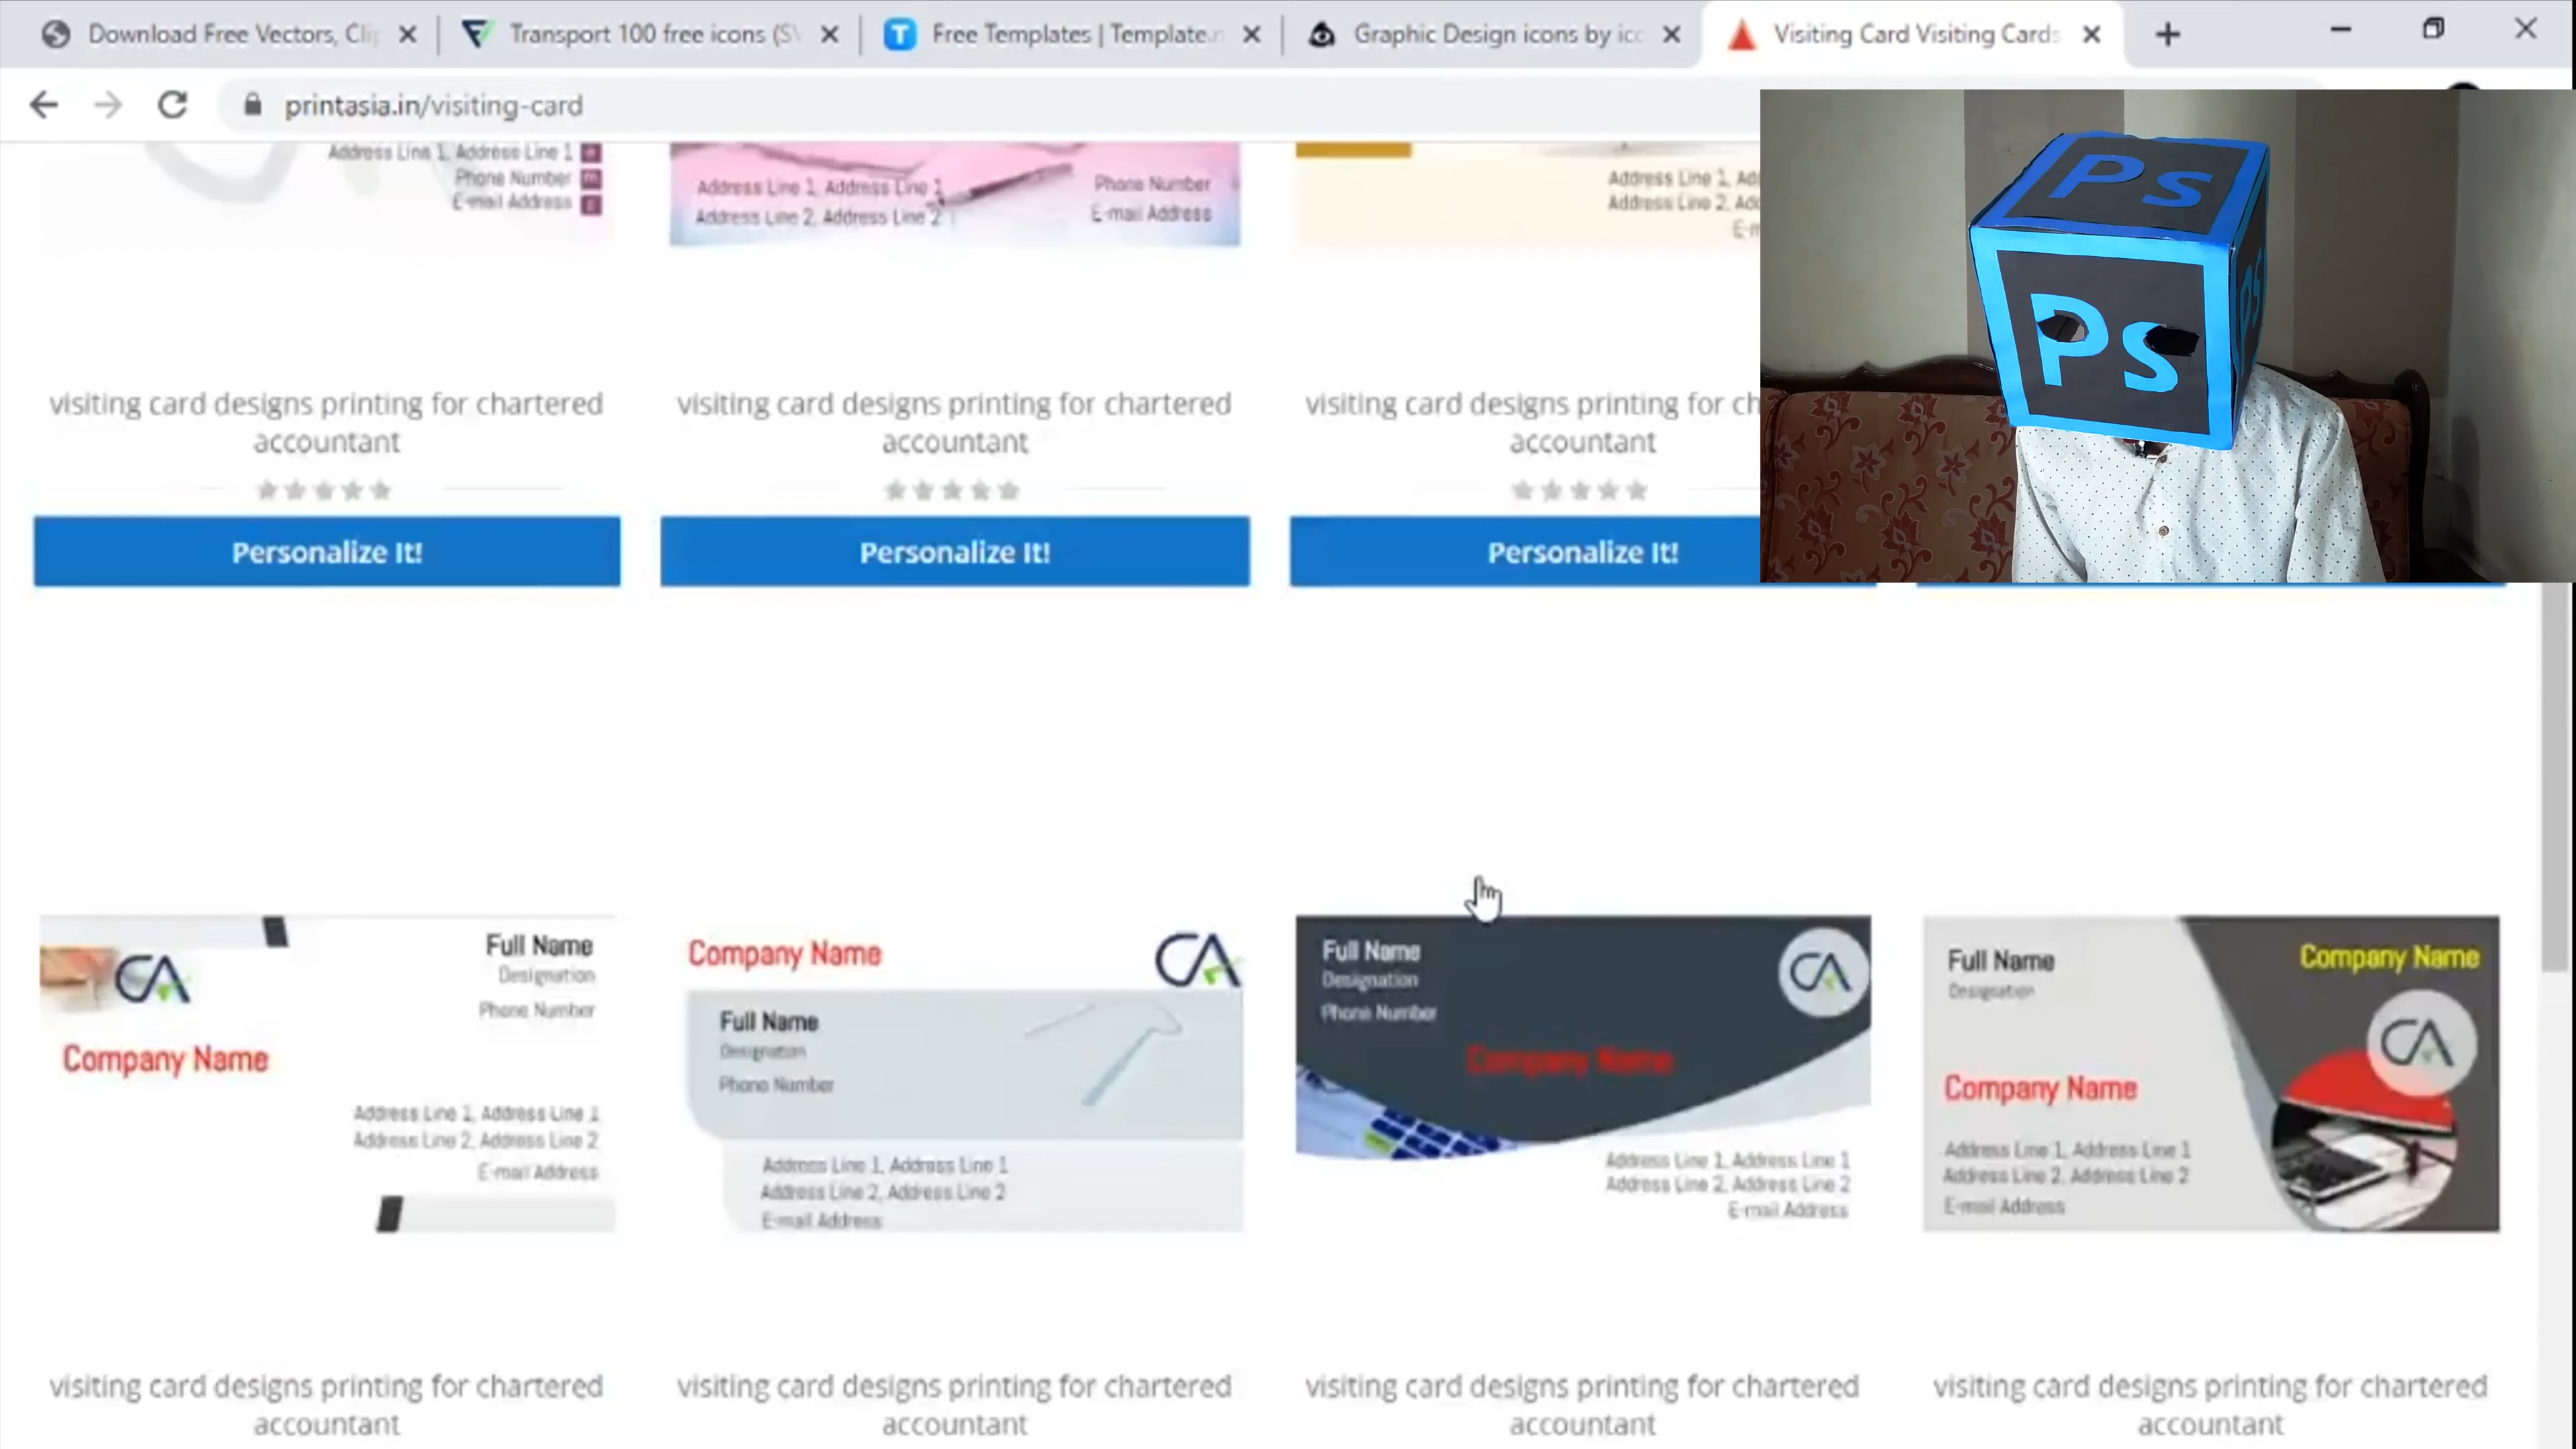 Download Free Vectors, Cli
Transport 100 free icons (SV
Free Templates | Template.n
Graphic Design icons by ico
Visiting Card Visiting Cards
printasia.in/visiting-card
Address Line 1, Address Line 1
Phone Number
E-mail Address
Address Line 1, Address Line 1
Address Line 2, Address Line 2
Phone Number
E-mail Address
Address Line 1, Add
Address Line 2, Add
E-m
Ps
Ps
Ps
visiting card designs printing for chartered
accountant
visiting card designs printing for chartered
accountant
visiting card designs printing for ch
accountant
Personalize It!
Personalize It!
Personalize It!
CA
Full Name
Designation
Phone Number
Company Name
Address Line 1, Address Line 1
Address Line 2, Address Line 2
E-mail Address
Company Name
CA
Full Name
Designation
Phone Number
Address Line 1, Address Line 1
Address Line 2, Address Line 2
E-mail Address
Full Name
Designation
Phone Number
CA
Company Name
Address Line 1, Address Line 1
Address Line 2, Address Line 2
E-mail Address
Full Name
Designation
Company Name
CA
Company Name
Address Line 1, Address Line 1
Address Line 2, Address Line 2
E-mail Address
visiting card designs printing for chartered
accountant
visiting card designs printing for chartered
accountant
visiting card designs printing for chartered
accountant
visiting card designs printing for chartered
accountant